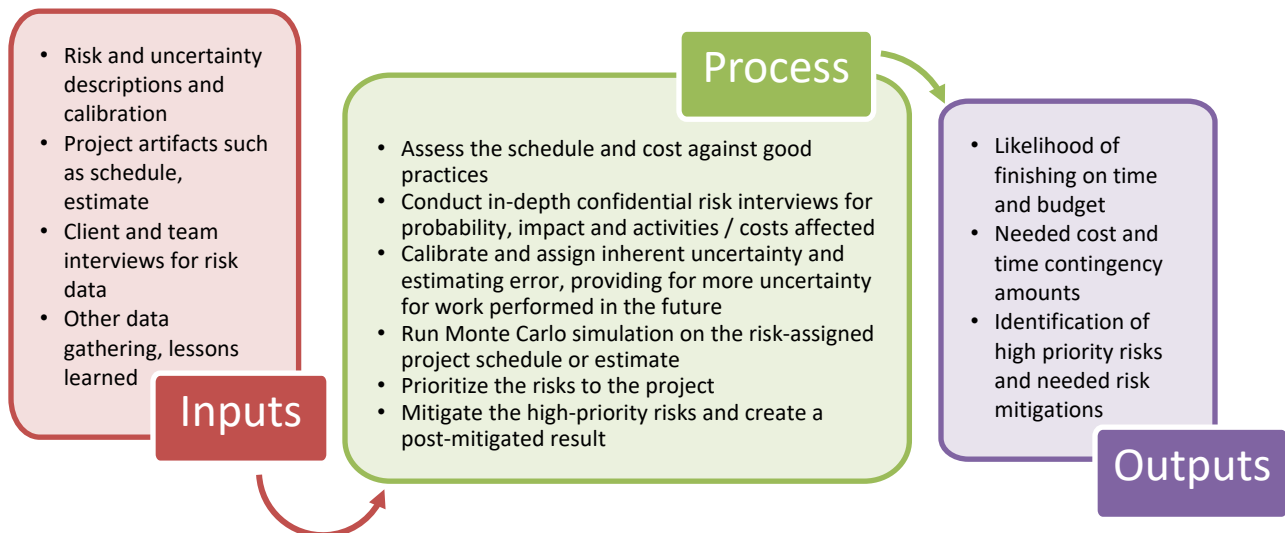 • Risk and uncertainty
descriptions and
calibration
• Project artifacts such
as schedule,
estimate
• Client and team
interviews for risk
data
• Other data
gathering, lessons
learned
Inputs
Process
• Assess the schedule and cost against good
practices
• Conduct in-depth confidential risk interviews for
probability, impact and activities / costs affected
• Calibrate and assign inherent uncertainty and
estimating error, providing for more uncertainty
for work performed in the future
• Run Monte Carlo simulation on the risk-assigned
project schedule or estimate
• Prioritize the risks to the project
• Mitigate the high-priority risks and create a
post-mitigated result
• Likelihood of
finishing on time
and budget
• Needed cost and
time contingency
amounts
• Identification of
high priority risks
and needed risk
mitigations
Outputs